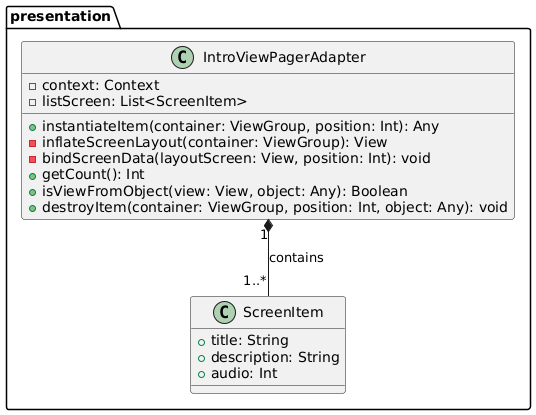 presentation
C IntroViewPagerAdapter
context: Context
listScreen: List<ScreenItem>
instantiateItem(container: ViewGroup, position: Int): Any
inflateScreenLayout(container: ViewGroup): View
bindScreenData(layoutScreen: View, position: Int): void
getCount(): Int
isViewFromObject(view: View, object: Any): Boolean
destroyItem(container: ViewGroup, position: Int, object: Any): void
1
contains
1..*
C ScreenItem
title: String
description: String
audio: Int